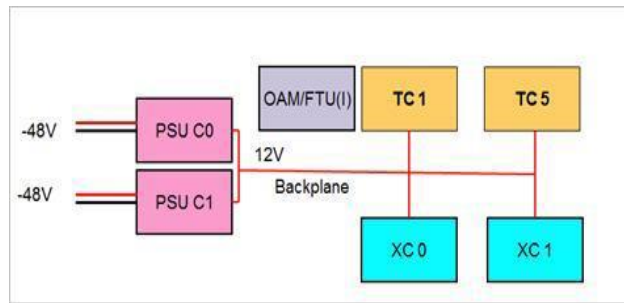 OAM/FTU(I)
TC 1
TC 5
-48V
PSU C0
12V
-48V
PSU C1
Backplane
XC 0
XC 1